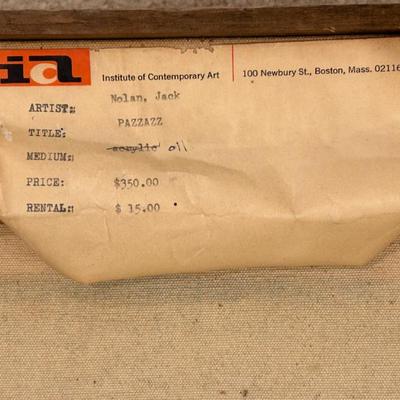 ia
Institute of Contemporary Art 100 Newbury St., Boston, Mass. 02116
ARTIST: Nolan, Jack
TITLE: PAZZAZZ
MEDIUM: acrylic oil
PRICE: $350.00
RENTAL: $ 15.00